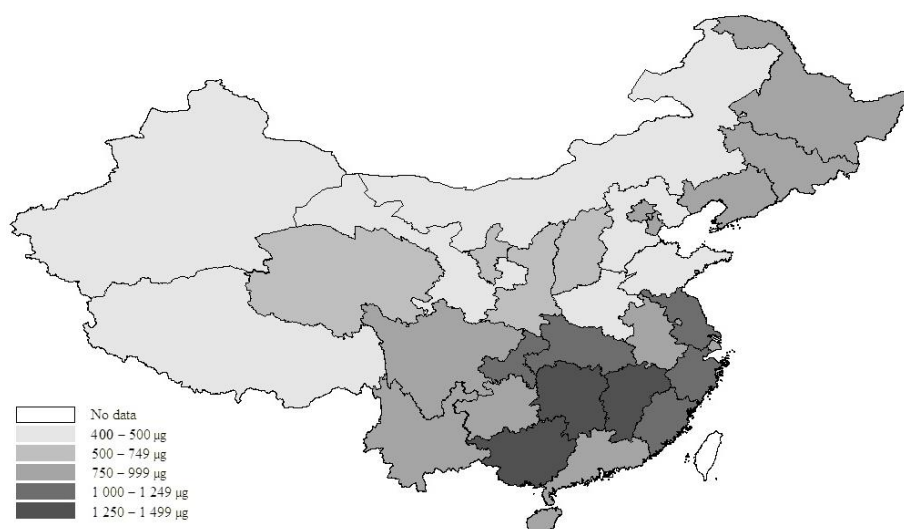 No data
400 – 500 µg
500 – 749 µg
750 – 999 µg
1 000 – 1 249 µg
1 250 – 1 499 µg